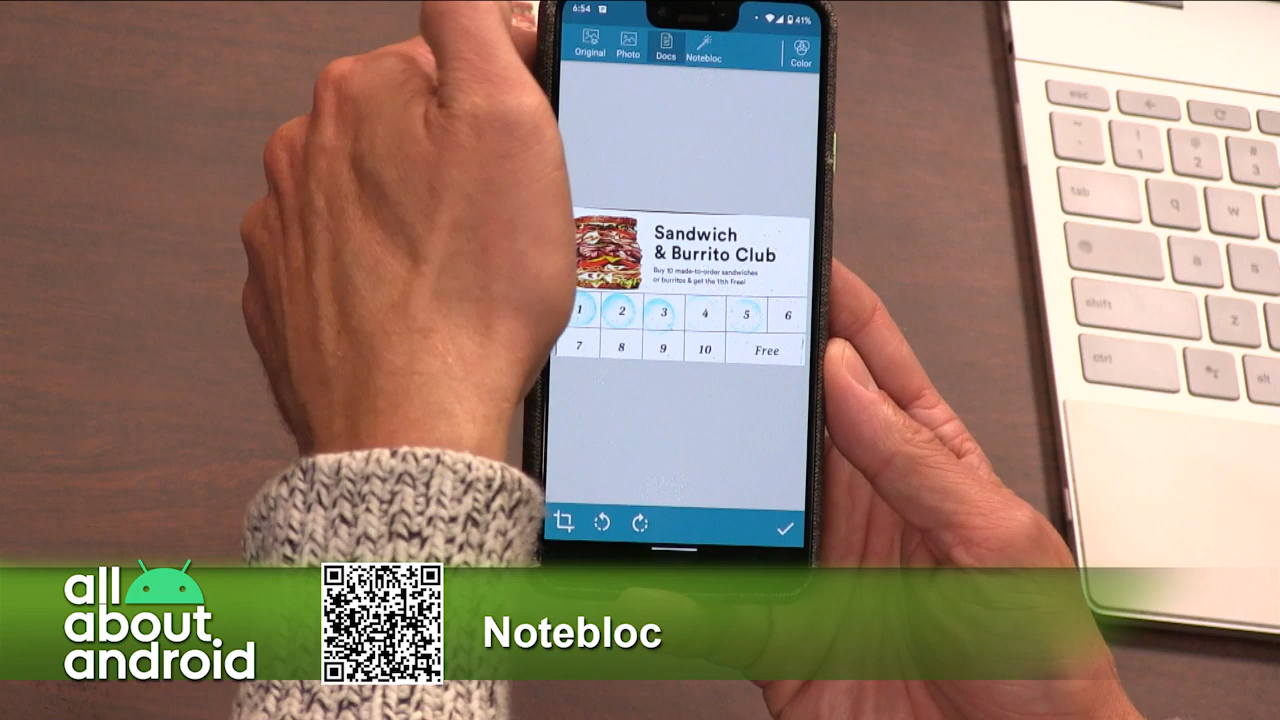 6:54
41%
Original
Photo
Docs
Notebloc
Color
Sandwich
& Burrito Club
Buy 10 made-to-order sandwiches
or burritos & get the 11th Free!
1 2 3 4 5 6
7 8 9 10 Free
esc
! 1
@ 2
# 3
tab
q
w
a
s
shift
z
ctrl
alt
all
about
android
Notebloc